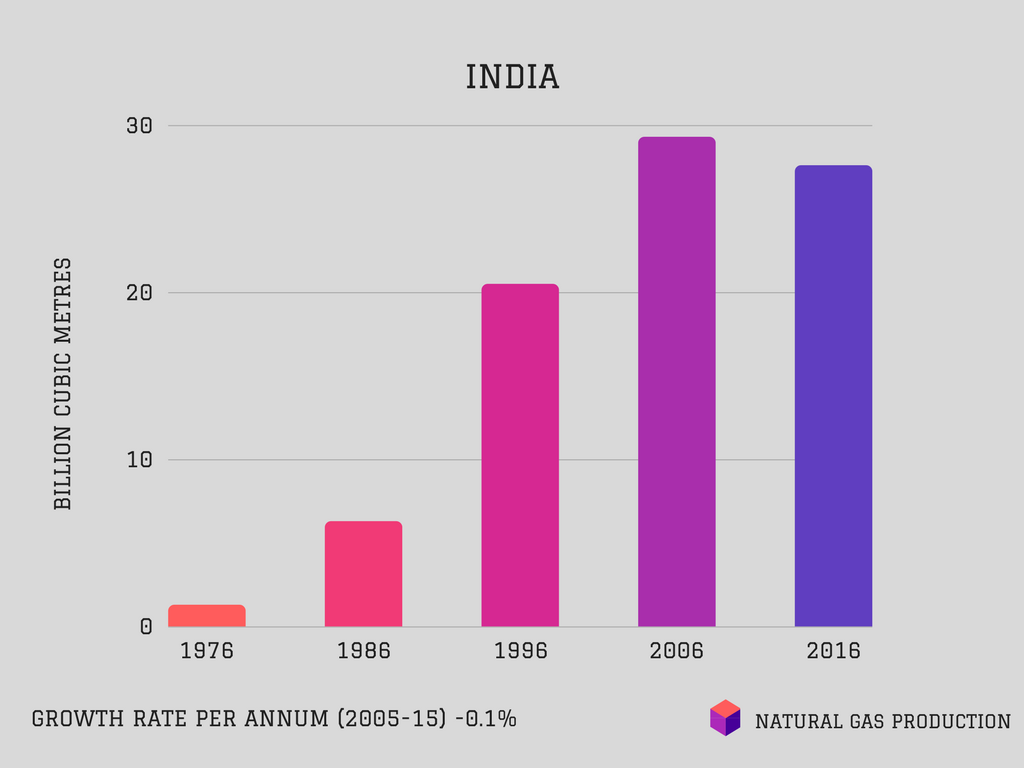 INDIA
30
20
10
0
BILLION CUBIC METRES
1976 1986 1996 2006 2016
GROWTH RATE PER ANNUM (2005-15) -0.1%
NATURAL GAS PRODUCTION